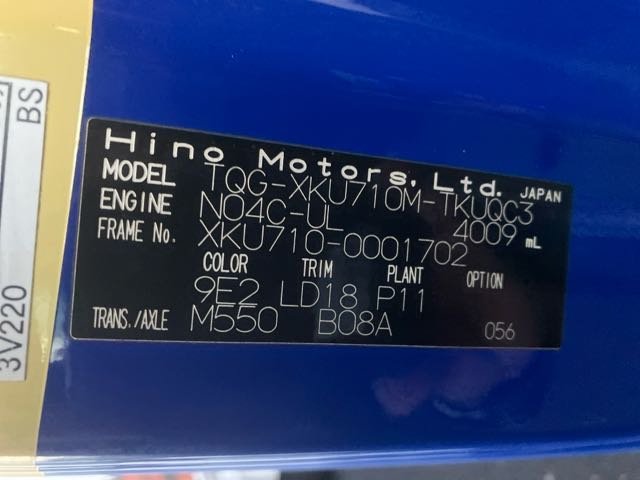 Hino Motors, Ltd. JAPAN
MODEL TQG-XKU710M-TKUQC3
ENGINE N04C-UL 4009 mL
FRAME No. XKU710-0001702
COLOR TRIM PLANT OPTION
9E2 LD18 P11
TRANS./AXLE M550 B08A 056
BS
3V220